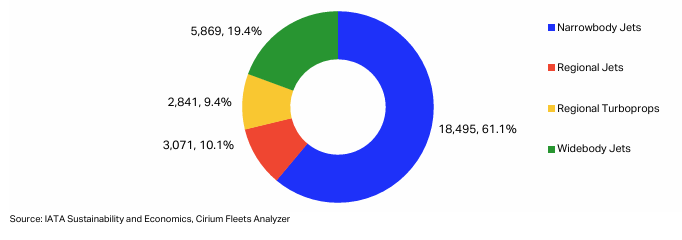 5,869, 19.4%
2,841, 9.4%
3,071, 10.1%
18,495, 61.1%
Narrowbody Jets
Regional Jets
Regional Turboprops
Widebody Jets
Source: IATA Sustainability and Economics, Cirium Fleets Analyzer